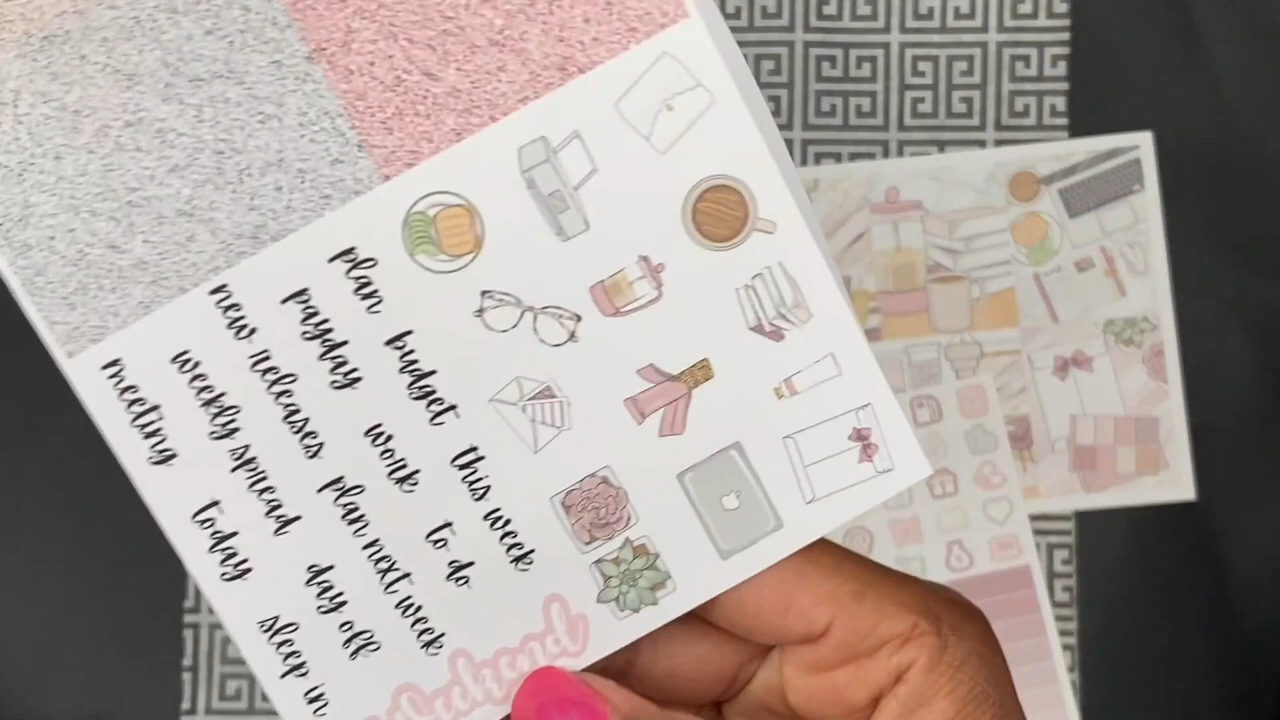 plan budget this week
payday work to do
new releases plan next week
weekly spread day off
meeting today sleep in
weekend